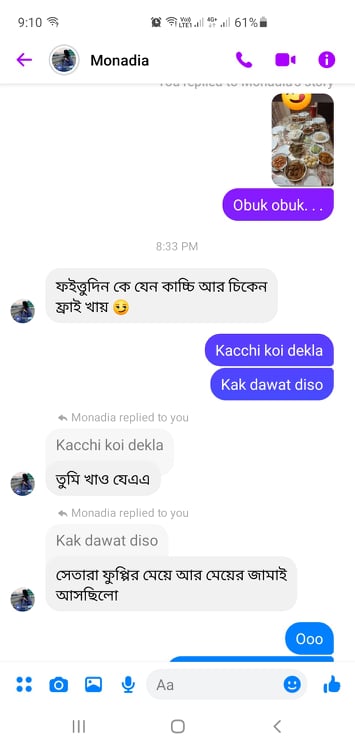 9:10
LTE1
4G+
61%
Monadia
You replied to Monadia's story
Obuk obuk. . .
8:33 PM
ফইত্তুদিন কে যেন কাচ্চি আর চিকেন
ফ্রাই খায় 😏
Kacchi koi dekla
Kak dawat diso
Monadia replied to you
Kacchi koi dekla
তুমি খাও যেএএ
Monadia replied to you
Kak dawat diso
সেতারা ফুপ্পির মেয়ে আর মেয়ের জামাই
আসছিলো
Ooo
Aa